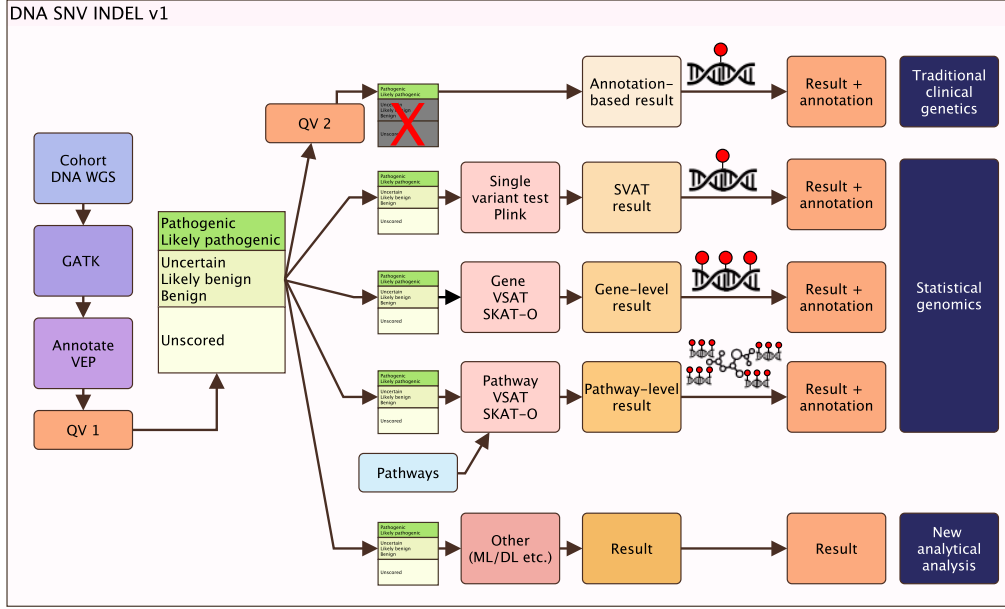 DNA SNV INDEL v1
Cohort
DNA WGS
GATK
Annotate
VEP
QV 1
Pathogenic
Likely pathogenic
Uncertain
Likely benign
Benign
Unscored
QV 2
Pathogenic
Likely pathogenic
Uncertain
Likely benign
Benign
Unscored
X
Annotation-
based result
Result +
annotation
Traditional
clinical
genetics
Pathogenic
Likely pathogenic
Uncertain
Likely benign
Benign
Unscored
Single
variant test
Plink
SVAT
result
Result +
annotation
Pathogenic
Likely pathogenic
Uncertain
Likely benign
Benign
Unscored
Gene
VSAT
SKAT-O
Gene-level
result
Result +
annotation
Statistical
genomics
Pathogenic
Likely pathogenic
Uncertain
Likely benign
Benign
Unscored
Pathway
VSAT
SKAT-O
Pathway-level
result
Result +
annotation
Pathways
Pathogenic
Likely pathogenic
Uncertain
Likely benign
Benign
Unscored
Other
(ML/DL etc.)
Result
Result
New
analytical
analysis